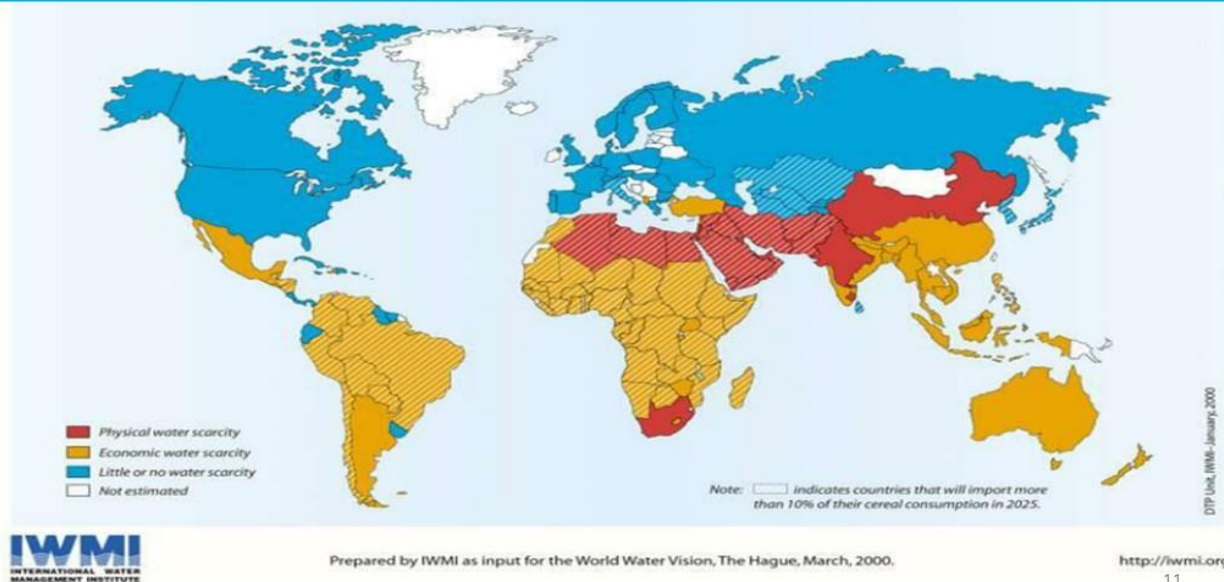 Physical water scarcity
Economic water scarcity
Little or no water scarcity
Not estimated
Note: indicates countries that will import more
than 10% of their cereal consumption in 2025.
DTP Unit, IWMI-January, 2000
IWMI
INTERNATIONAL WATER
MANAGEMENT INSTITUTE
Prepared by IWMI as input for the World Water Vision, The Hague, March, 2000.
http://iwmi.or
11